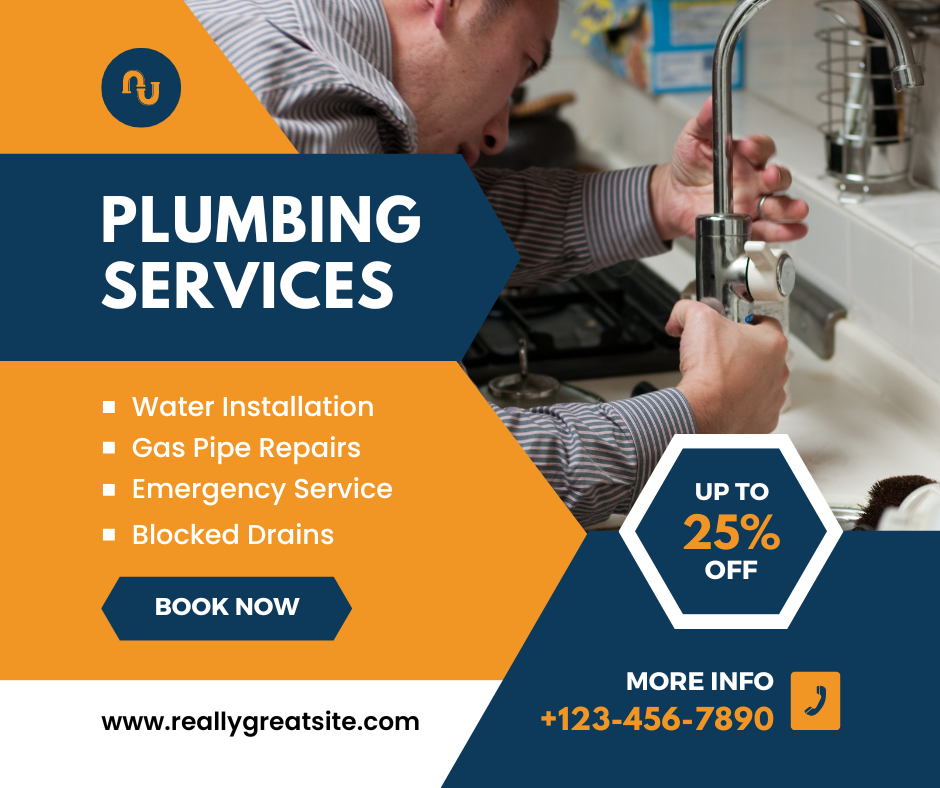 PLUMBING
SERVICES
Water Installation
Gas Pipe Repairs
Emergency Service
Blocked Drains
BOOK NOW
www.reallygreatsite.com
UP TO
25%
OFF
MORE INFO
+123-456-7890